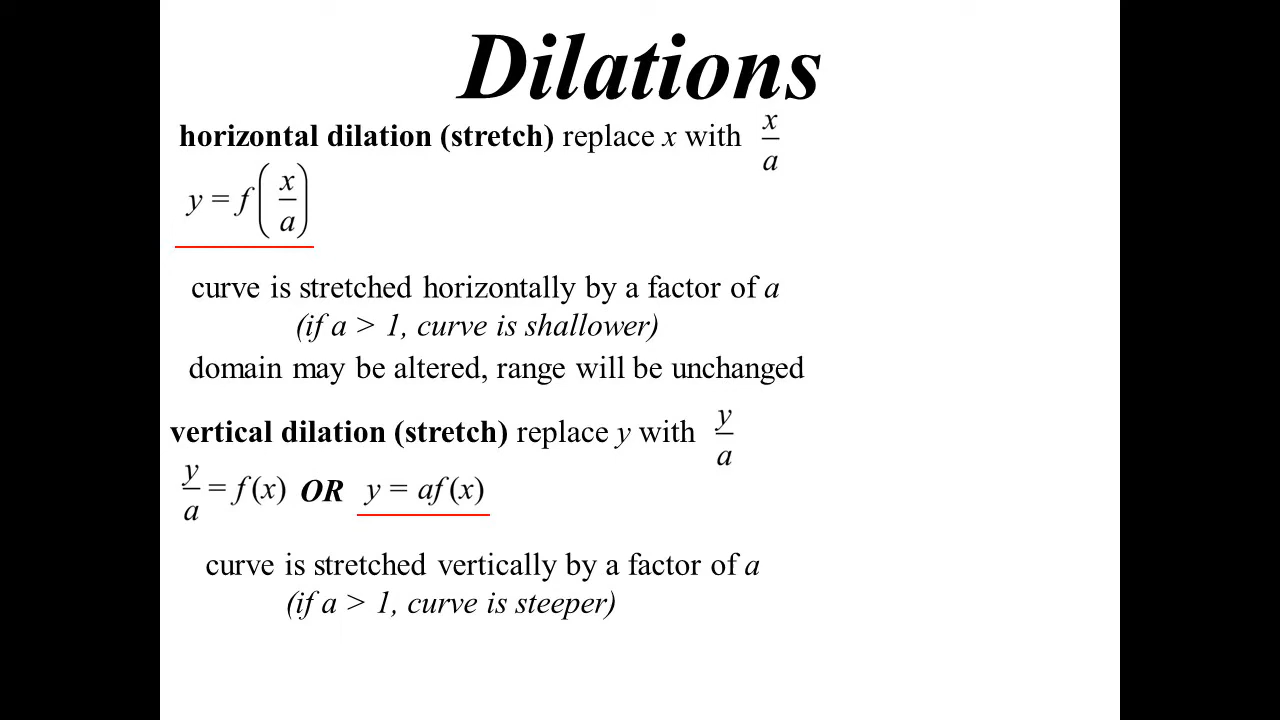 Dilations
horizontal dilation (stretch) replace x with x/a
y = f(x/a)
curve is stretched horizontally by a factor of a
(if a > 1, curve is shallower)
domain may be altered, range will be unchanged
vertical dilation (stretch) replace y with y/a
y/a = f(x) OR y = af(x)
curve is stretched vertically by a factor of a
(if a > 1, curve is steeper)